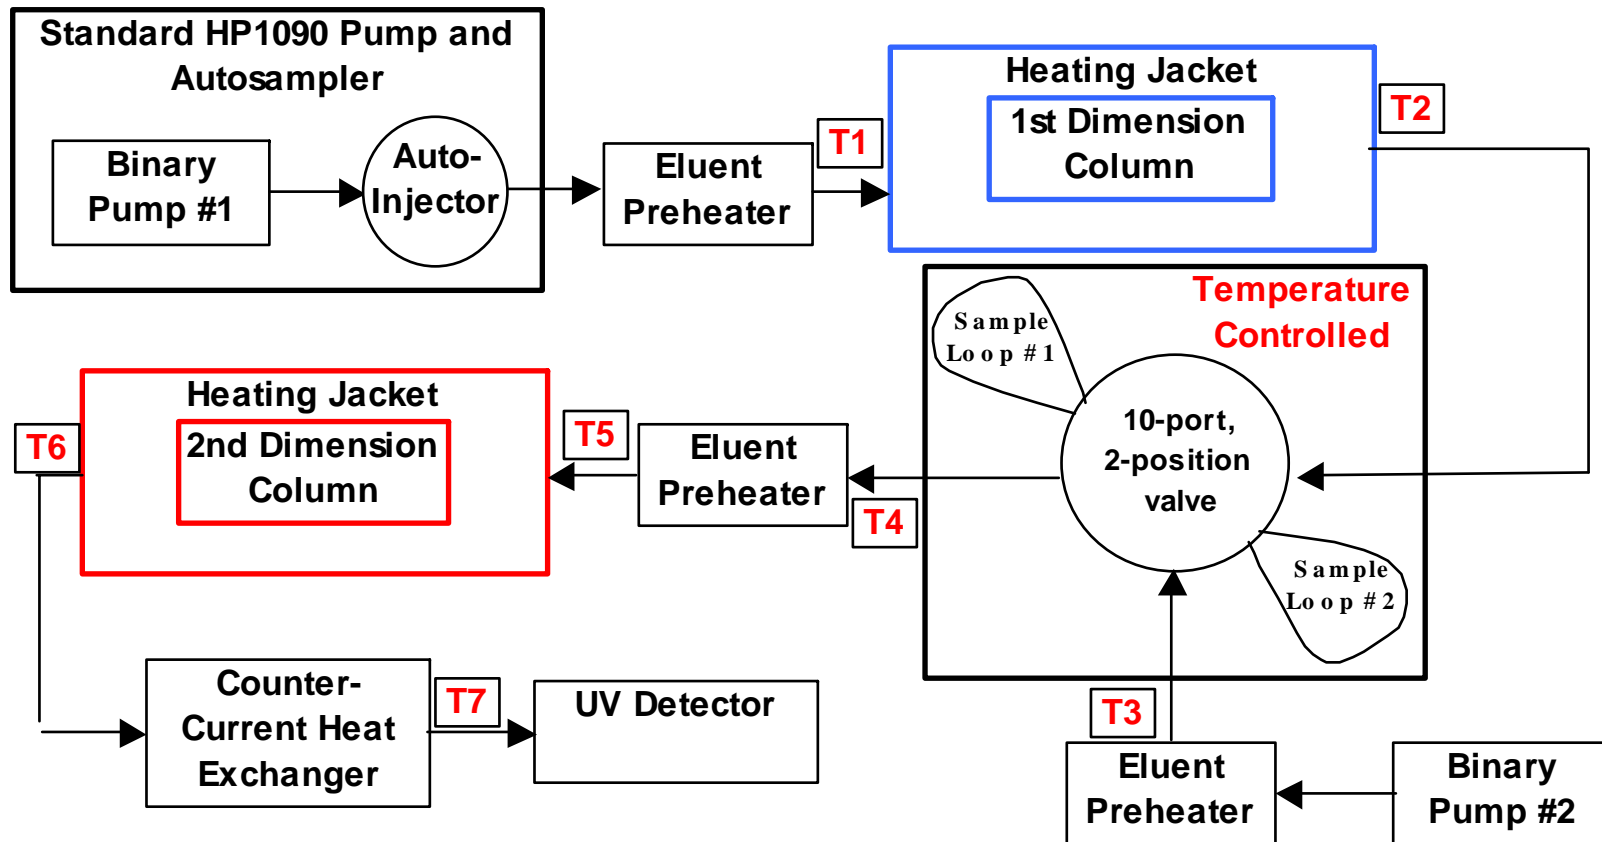 Standard HP1090 Pump and
Autosampler
Binary
Pump #1
Auto-
Injector
Eluent
Preheater
T1
Heating Jacket
1st Dimension
Column
T2
Temperature
Controlled
Sample
Loop #1
10-port,
2-position
valve
Sample
Loop #2
T3
Eluent
Preheater
Binary
Pump #2
T4
Eluent
Preheater
T5
Heating Jacket
2nd Dimension
Column
T6
Counter-
Current Heat
Exchanger
T7
UV Detector